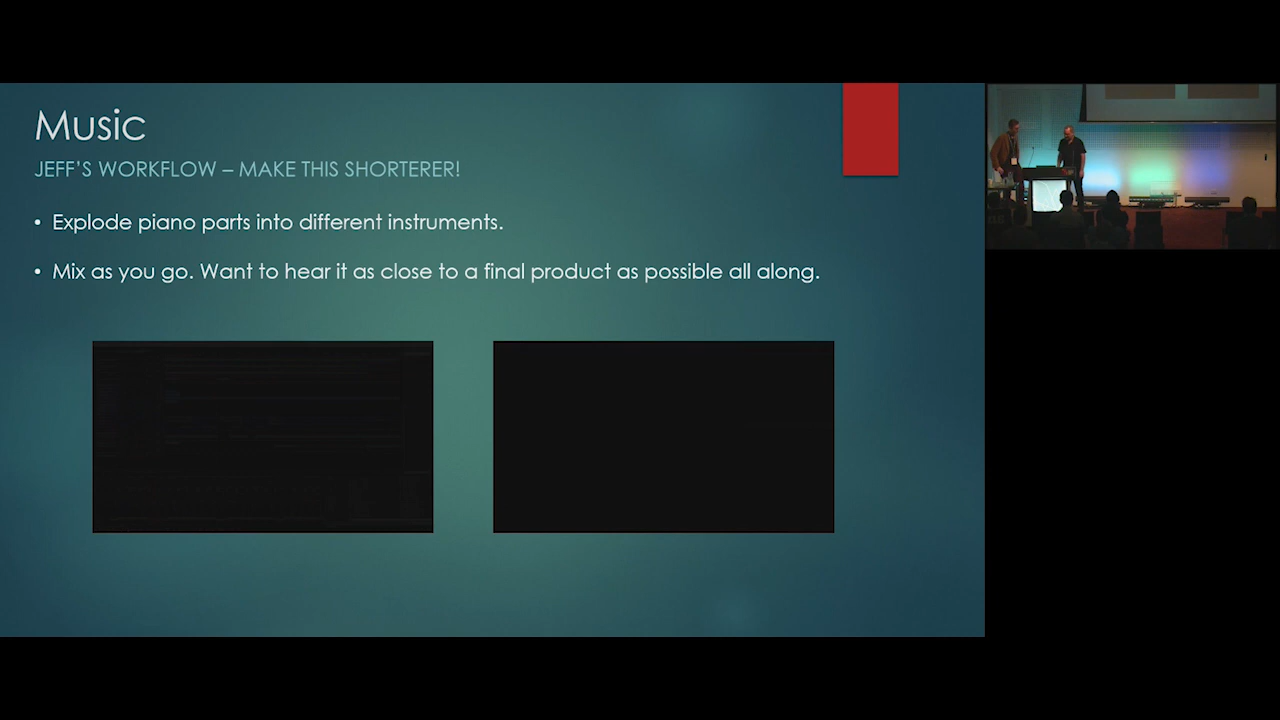 Music
JEFF'S WORKFLOW – MAKE THIS SHORTERER!
• Explode piano parts into different instruments.
• Mix as you go. Want to hear it as close to a final product as possible all along.